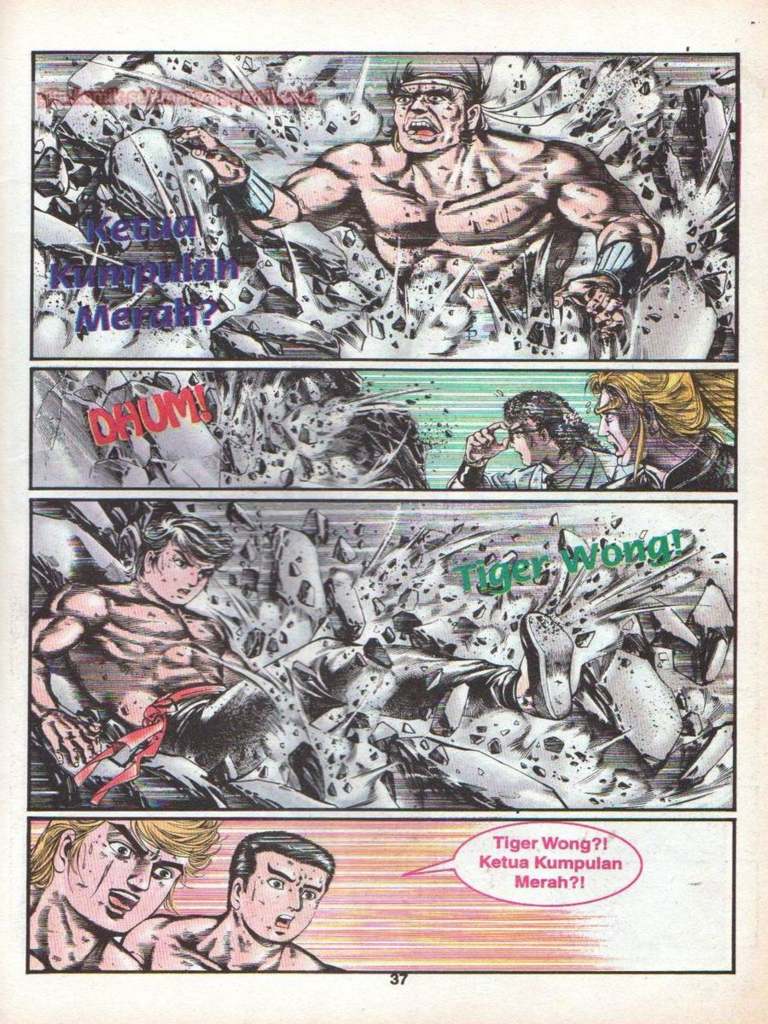 Ketua
Kumpulan
Merah?
DHUM!
Tiger Wong!
Tiger Wong?!
Ketua Kumpulan
Merah?!
37